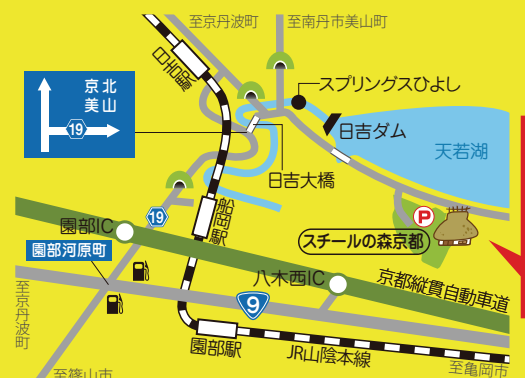 至京丹波町
至南丹市美山町
日吉駅
スプリングスひよし
京北
美山
19
日吉ダム
天若湖
日吉大橋
19
船岡駅
園部IC
P
スチールの森京都
園部河原町
八木西IC
京都縦貫自動車道
9
至京丹波町
園部駅
JR山陰本線
至亀岡市
至篠山市